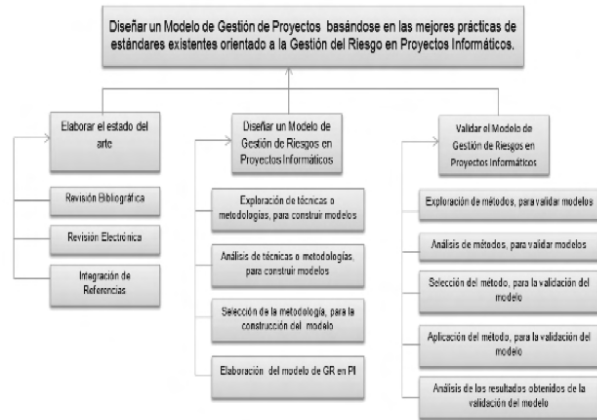 Diseñar un Modelo de Gestión de Proyectos basándose en las mejores prácticas de
estándares existentes orientado a la Gestión del Riesgo en Proyectos Informáticos.
Elaborar el estado del
arte
Revisión Bibliográfica
Revisión Electrónica
Integración de
Referencias
Diseñar un Modelo de
Gestión de Riesgos en
Proyectos Informáticos
Exploración de técnicas o
metodologías, para construir modelos
Análisis de técnicas o metodologías,
para construir modelos
Selección de la metodología, para la
construcción del modelo
Elaboración del modelo de GR en PI
Validar el Modelo de
Gestión de Riesgos en
Proyectos Informáticos
Exploración de métodos, para validar modelos
Análisis de métodos, para validar modelos
Selección del método, para la validación del
modelo
Aplicación del método, para la validación del
modelo
Análisis de los resultados obtenidos de la
validación del modelo